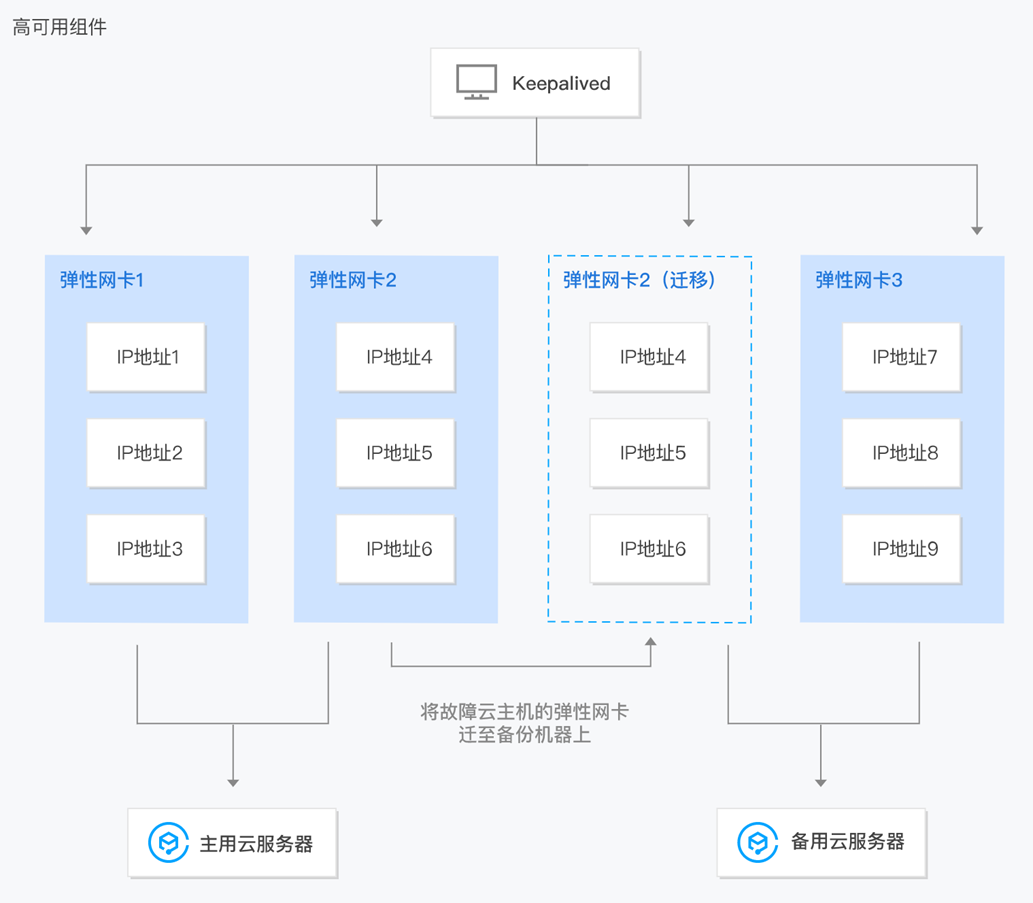 高可用组件
Keepalived
弹性网卡1
弹性网卡2
弹性网卡2（迁移）
弹性网卡3
IP地址1
IP地址4
IP地址4
IP地址7
IP地址2
IP地址5
IP地址5
IP地址8
IP地址3
IP地址6
IP地址6
IP地址9
将故障云主机的弹性网卡
迁至备份机器上
主用云服务器
备用云服务器